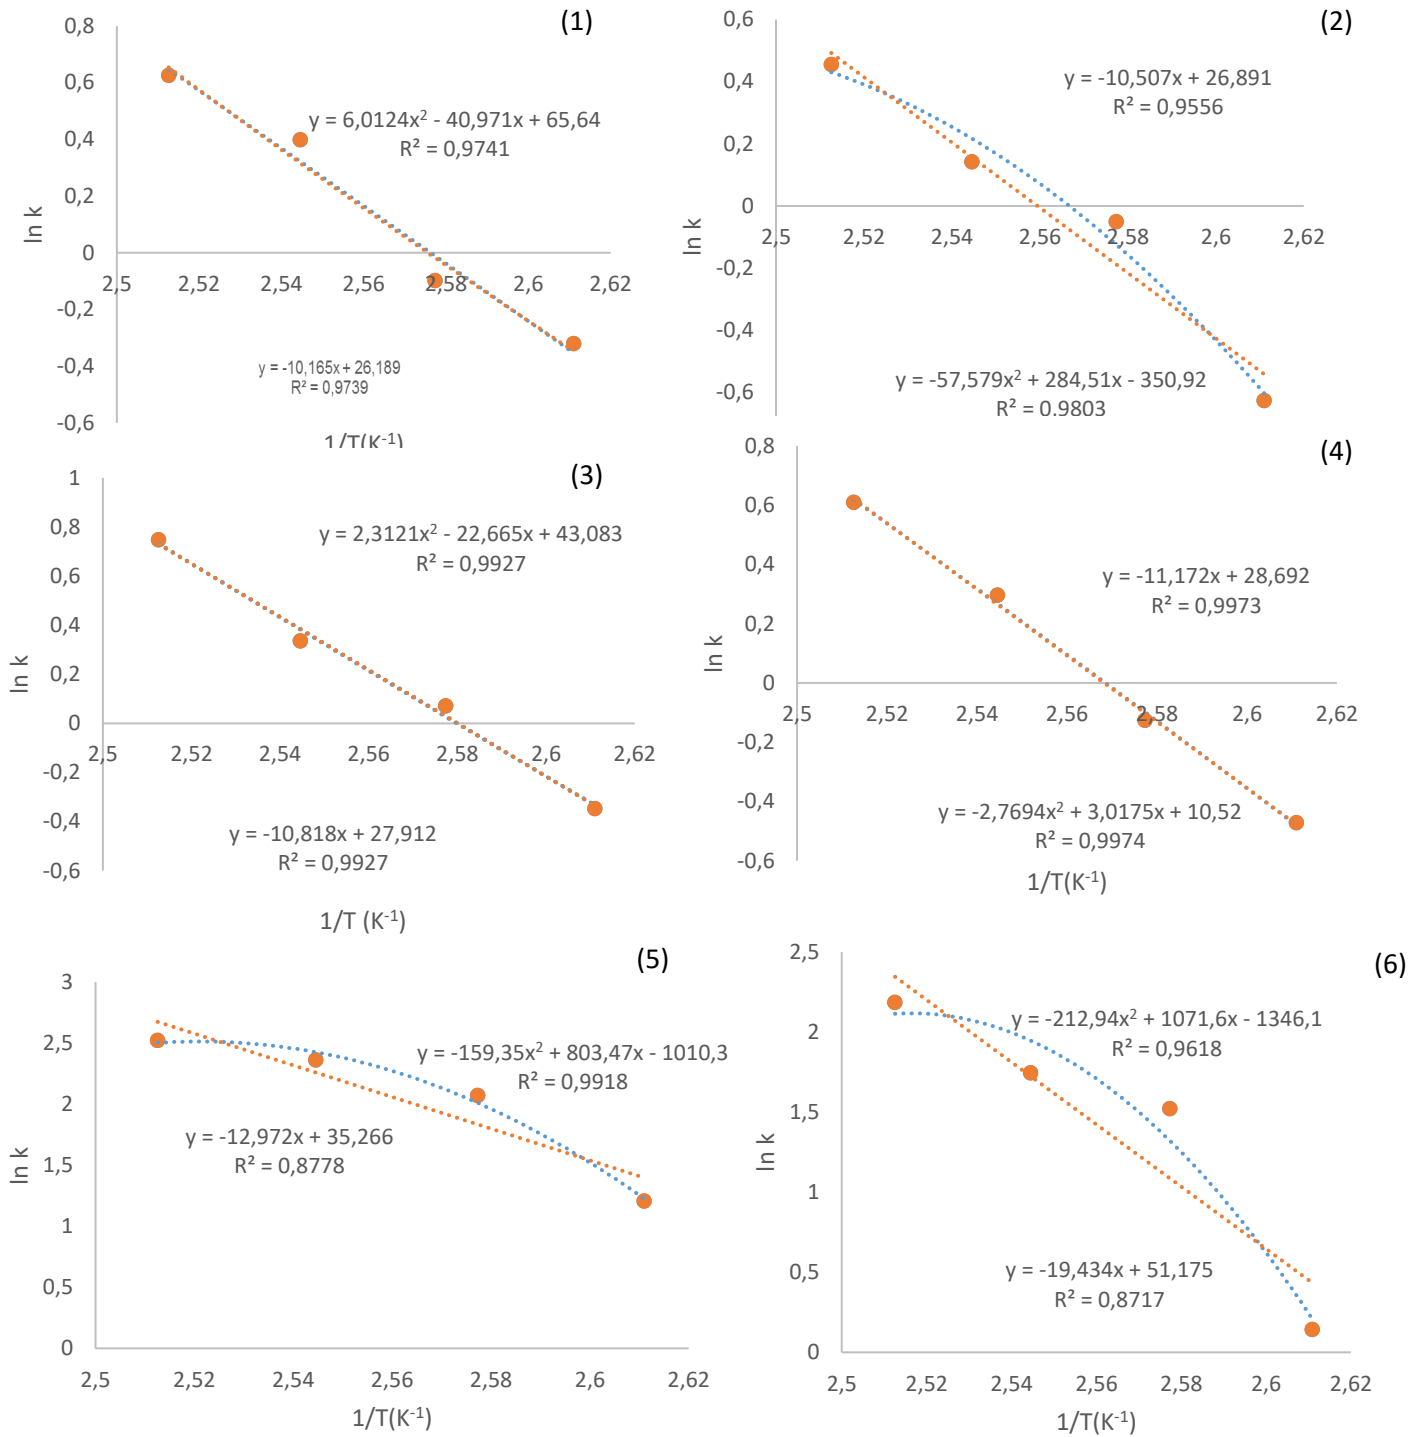 (1)
0,8
0,6
0,4
0,2
0
-0,2
-0,4
-0,6
ln k
y = 6,0124x² - 40,971x + 65,64
R² = 0,9741
2,5 2,52 2,54 2,56 2,58 2,6 2,62
y = -10,165x + 26,189
R² = 0,9739
1/T(K⁻¹)
(2)
0,6
0,4
0,2
0
-0,2
-0,4
-0,6
ln k
y = -10,507x + 26,891
R² = 0,9556
2,5 2,52 2,54 2,56 2,58 2,6 2,62
y = -57,579x² + 284,51x - 350,92
R² = 0,9803
(3)
1
0,8
0,6
0,4
0,2
0
-0,2
-0,4
-0,6
ln k
y = 2,3121x² - 22,665x + 43,083
R² = 0,9927
2,5 2,52 2,54 2,56 2,58 2,6 2,62
y = -10,818x + 27,912
R² = 0,9927
1/T (K⁻¹)
(4)
0,8
0,6
0,4
0,2
0
-0,2
-0,4
-0,6
ln k
y = -11,172x + 28,692
R² = 0,9973
2,5 2,52 2,54 2,56 2,58 2,6 2,62
y = -2,7694x² + 3,0175x + 10,52
R² = 0,9974
1/T(K⁻¹)
(5)
3
2,5
2
1,5
1
0,5
0
ln k
y = -159,35x² + 803,47x - 1010,3
R² = 0,9918
y = -12,972x + 35,266
R² = 0,8778
2,5 2,52 2,54 2,56 2,58 2,6 2,62
1/T(K⁻¹)
(6)
2,5
2
1,5
1
0,5
0
ln k
y = -212,94x² + 1071,6x - 1346,1
R² = 0,9618
y = -19,434x + 51,175
R² = 0,8717
2,5 2,52 2,54 2,56 2,58 2,6 2,62
1/T(K⁻¹)